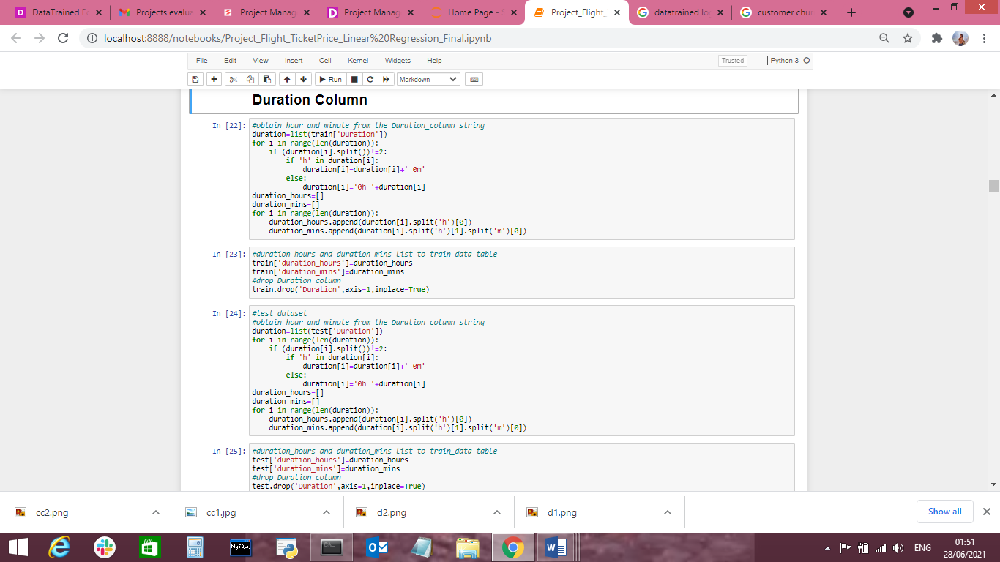 DataTrained Ec
Projects evalua
Project Manag
Project Manag
Home Page -
Project_Flight_
datatrained lo
customer chur
localhost:8888/notebooks/Project_Flight_TicketPrice_Linear%20Regression_Final.ipynb
File Edit View Insert Cell Kernel Widgets Help Trusted Python 3
Run Markdown
Duration Column
In [22]: #obtain hour and minute from the Duration_column string
duration=list(train['Duration'])
for i in range(len(duration)):
if (duration[i].split())!=2:
if 'h' in duration[i]:
duration[i]=duration[i]+' 0m'
else:
duration[i]='0h '+duration[i]
duration_hours=[]
duration_mins=[]
for i in range(len(duration)):
duration_hours.append(duration[i].split('h')[0])
duration_mins.append(duration[i].split('h')[1].split('m')[0])
In [23]: #duration_hours and duration_mins list to train_data table
train['duration_hours']=duration_hours
train['duration_mins']=duration_mins
#drop Duration column
train.drop('Duration',axis=1,inplace=True)
In [24]: #test dataset
#obtain hour and minute from the Duration_column string
duration=list(test['Duration'])
for i in range(len(duration)):
if (duration[i].split())!=2:
if 'h' in duration[i]:
duration[i]=duration[i]+' 0m'
else:
duration[i]='0h '+duration[i]
duration_hours=[]
duration_mins=[]
for i in range(len(duration)):
duration_hours.append(duration[i].split('h')[0])
duration_mins.append(duration[i].split('h')[1].split('m')[0])
In [25]: #duration_hours and duration_mins list to train_data table
test['duration_hours']=duration_hours
test['duration_mins']=duration_mins
#drop Duration column
test.drop('Duration',axis=1,inplace=True)
cc2.png
cc1.jpg
d2.png
d1.png
Show all
MySQL
ENG
01:51
28/06/2021